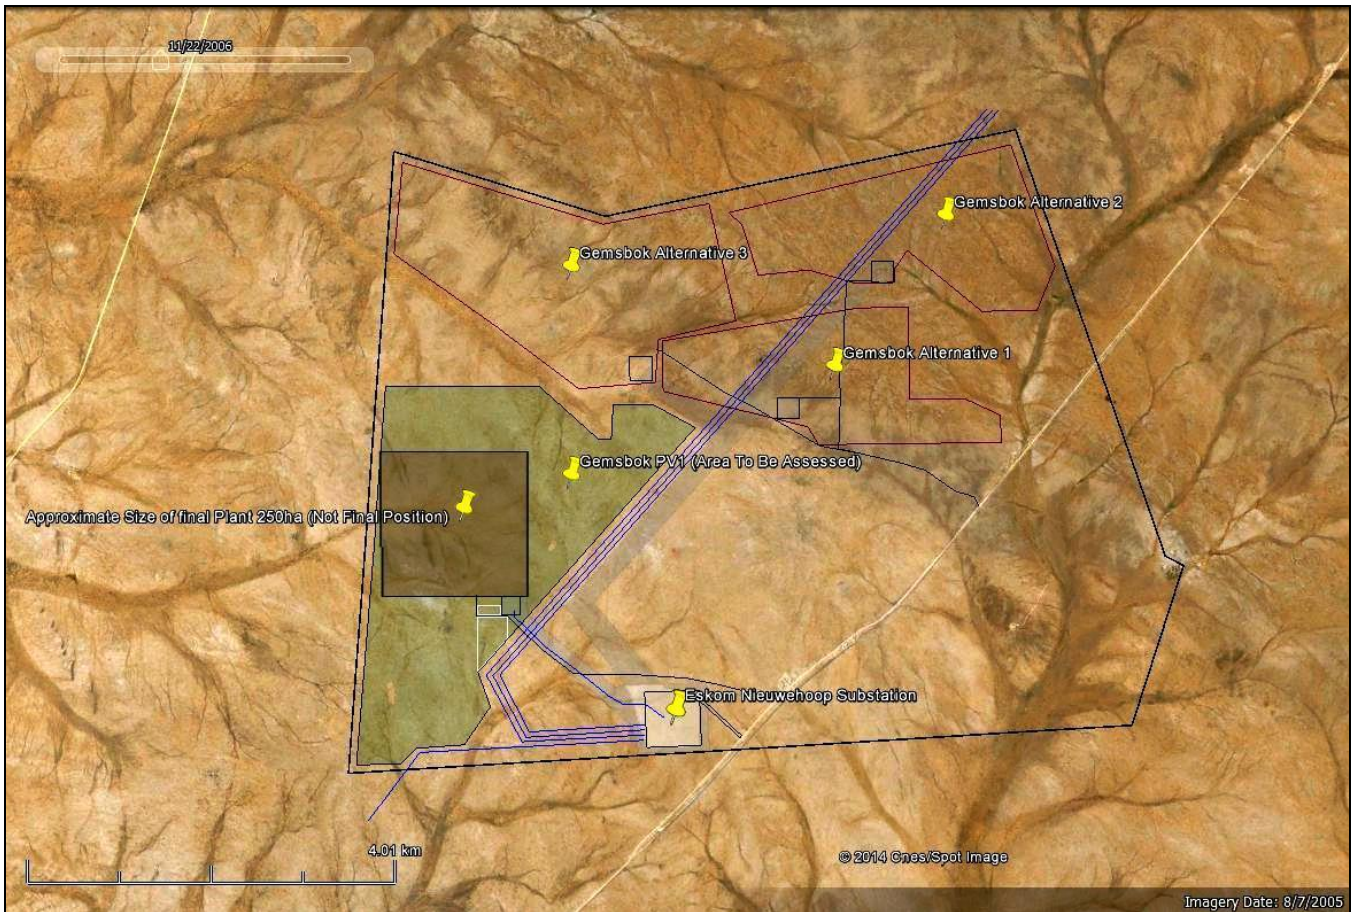 11/22/2006
Gemsbok Alternative 2
Gemsbok Alternative 3
Gemsbok Alternative 1
Gemsbok PV1 (Area To Be Assessed)
Approximate Size of final Plant 250ha (Not Final Position)
Eskom Nieuwehoop Substation
4.01 km
© 2014 Cnes/Spot Image
Imagery Date: 8/7/2005